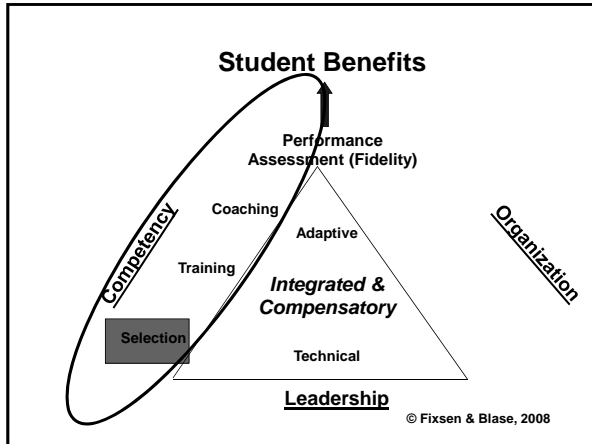 Student Benefits
Performance
Assessment (Fidelity)
Coaching
Adaptive
Competency
Organization
Training
Integrated &
Compensatory
Selection
Technical
Leadership
© Fixsen & Blase, 2008